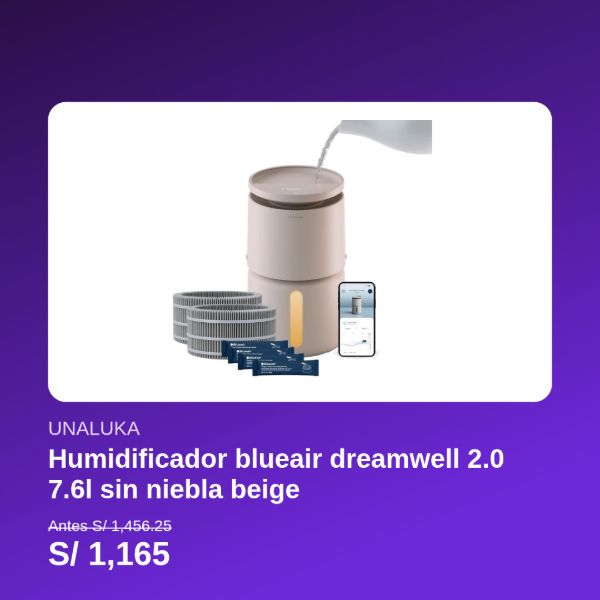 UNALUKA
Humidificador blueair dreamwell 2.0
7.6l sin niebla beige
Antes S/ 1,456.25
S/ 1,165